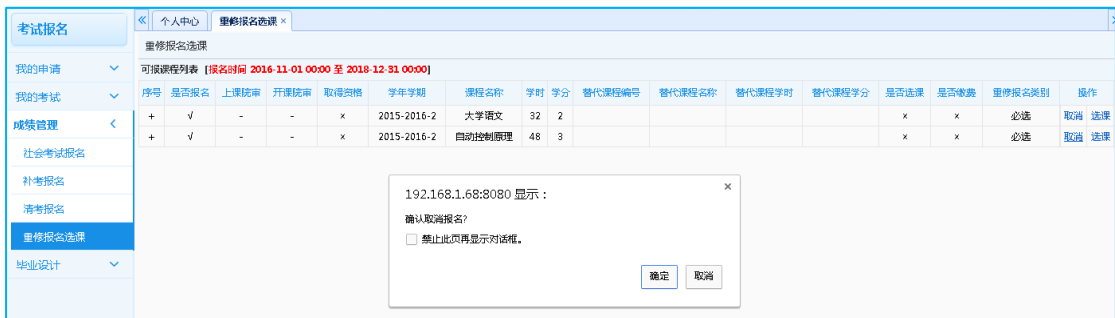 考试报名
我的申请
我的考试
成绩管理
社会考试报名
补考报名
清考报名
重修报名选课
毕业设计
个人中心 重修报名选课 ×
重修报名选课
可报课程列表 [报名时间 2016-11-01 00:00 至 2018-12-31 00:00]
序号 是否报名 上课院审 开课院审 取得资格 学年学期 课程名称 学时 学分 替代课程编号 替代课程名称 替代课程学时 替代课程学分 是否选课 是否缴费 重修报名类别 操作
+ √ - - × 2015-2016-2 大学语文 32 2 × × 必选 取消 选课
+ √ - - × 2015-2016-2 自动控制原理 48 3 × × 必选 取消 选课
192.168.1.68:8080 显示：
确认取消报名?
禁止此页再显示对话框。
确定 取消